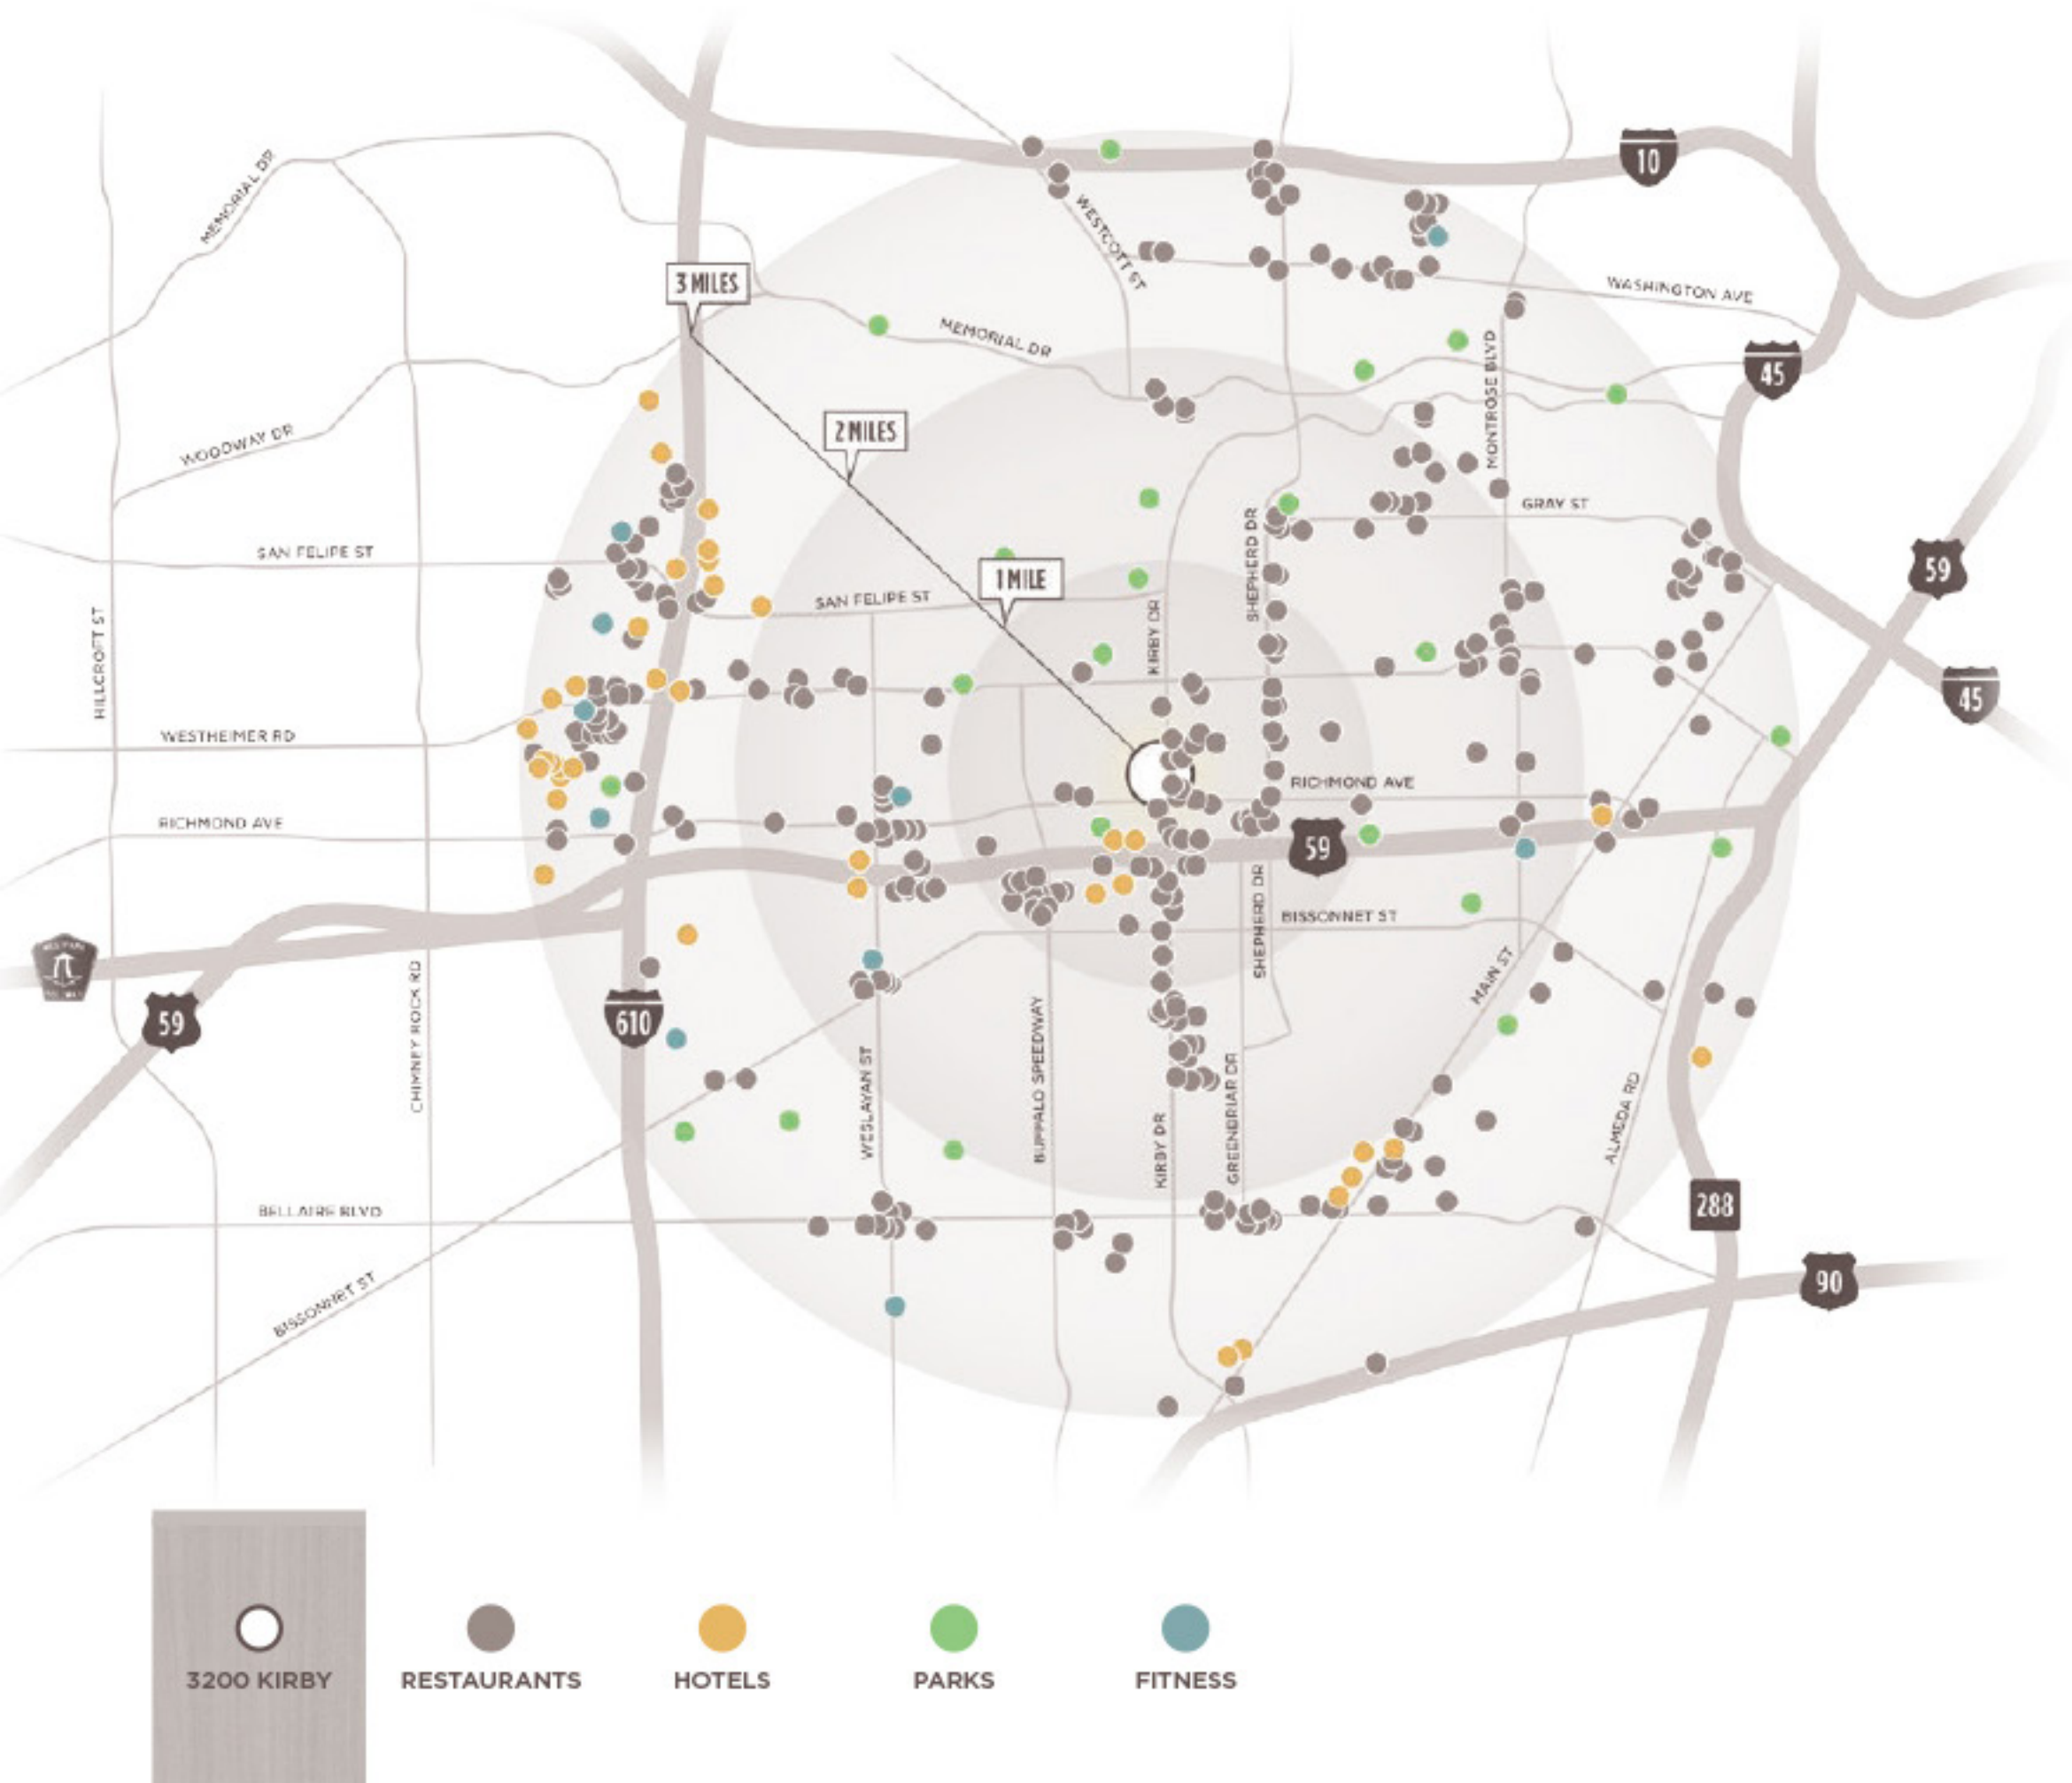 10
MEMORIAL DR
WESTCOTT ST
3 MILES
WASHINGTON AVE
MEMORIAL DR
MONTROSE BLVD
45
2 MILES
WOODWAY DR
GRAY ST
SHEPHERD DR
SAN FELIPE ST
59
1 MILE
SAN FELIPE ST
KIRBY DR
HILLCROFT ST
45
WESTHEIMER RD
RICHMOND AVE
RICHMOND AVE
59
SHEPHERD DR
BISSONNET ST
MAIN ST
CHIMNEY ROCK RD
59
610
BUFFALO SPEEDWAY
WESLAYAN ST
GREENBRIAR DR
KIRBY DR
ALMEDA RD
288
BELLAIRE BLVD
90
BISSONNET ST
3200 KIRBY
RESTAURANTS
HOTELS
PARKS
FITNESS